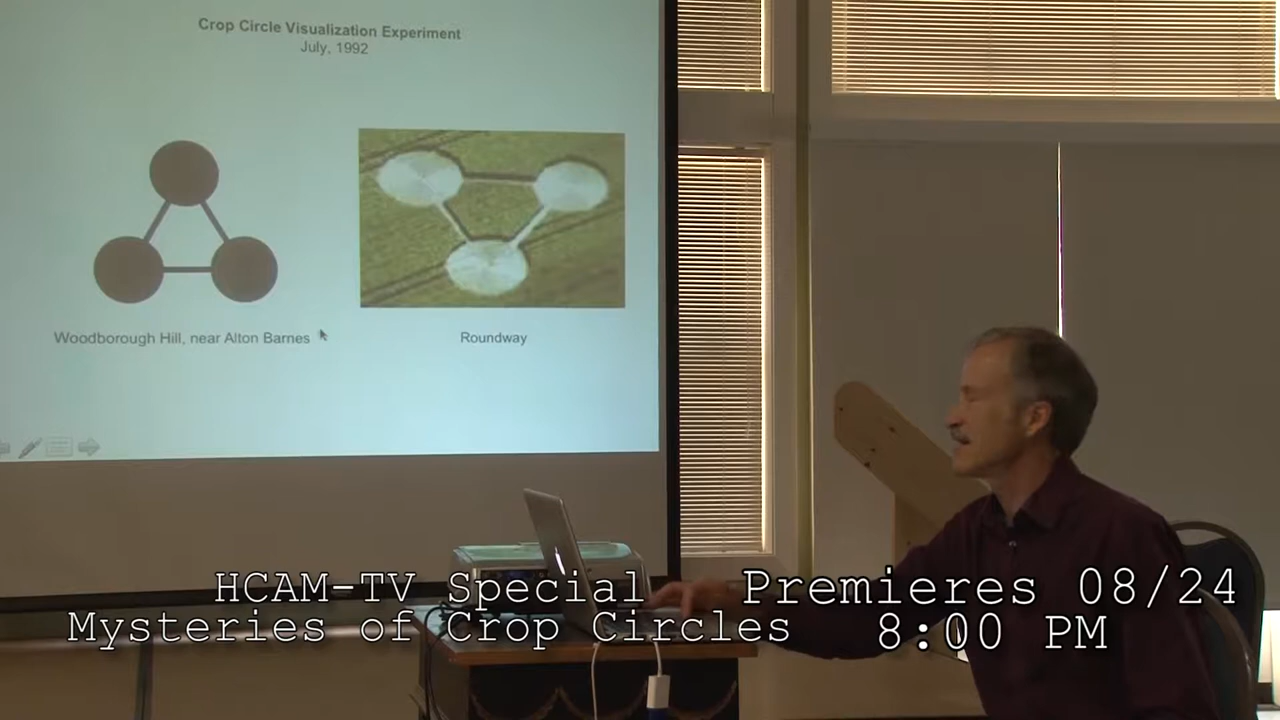 Crop Circle Visualization Experiment
July, 1992
Woodborough Hill, near Alton Barnes
Roundway
HCAM-TV Special
Mysteries of Crop Circles
Premieres 08/24
8:00 PM